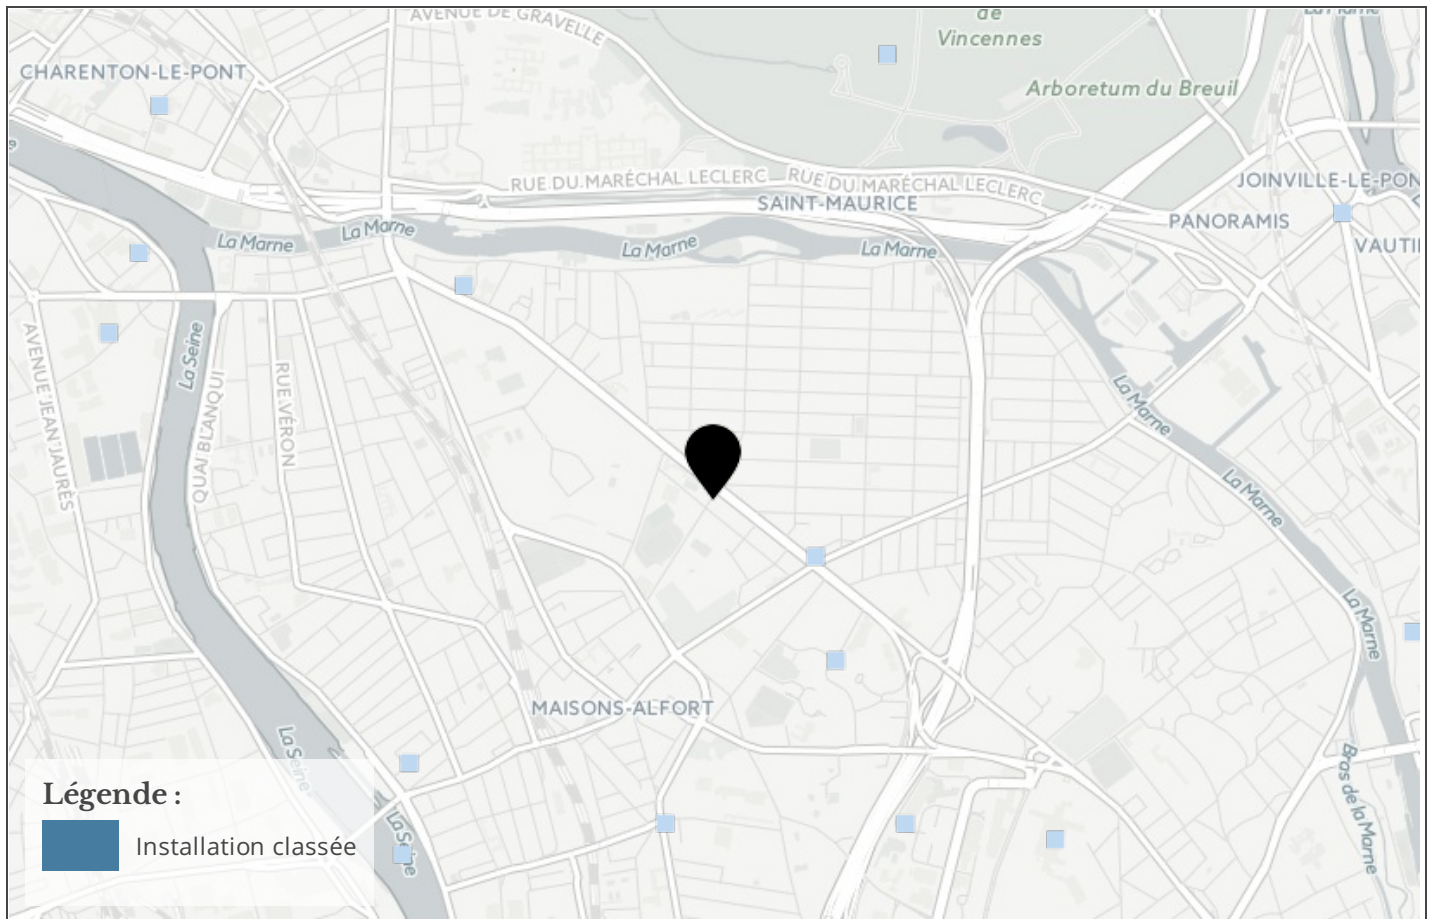 AVENUE DE GRAVELLE
de
Vincennes
La Marne
CHARENTON-LE-PONT
Arboretum du Breuil
RUE DU MARÉCHAL LECLERC
RUE DU MARÉCHAL LECLERC
JOINVILLE-LE-PON
SAINT-MAURICE
PANORAMIS
La Marne
La Marne
La Marne
La Marne
VAUTI
AVENUE JEAN JAURÈS
La Seine
QUAI BLANQUI
RUE VÉRON
La Marne
La Marne
La Marne
MAISONS-ALFORT
La Seine
Bras de la Marne
Légende :
Installation classée
La Seine